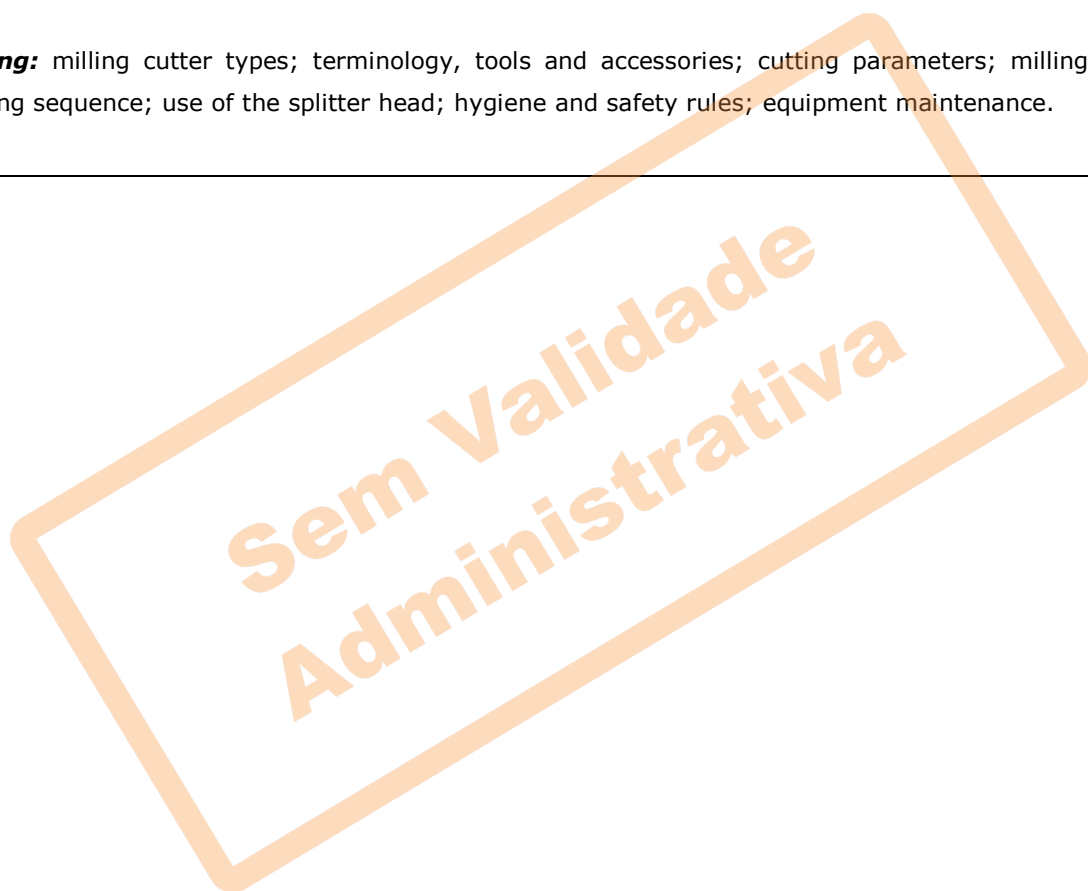 ng: milling cutter types; terminology, tools and accessories; cutting parameters; milling
ng sequence; use of the splitter head; hygiene and safety rules; equipment maintenance.
Sem Validade
Administrativa